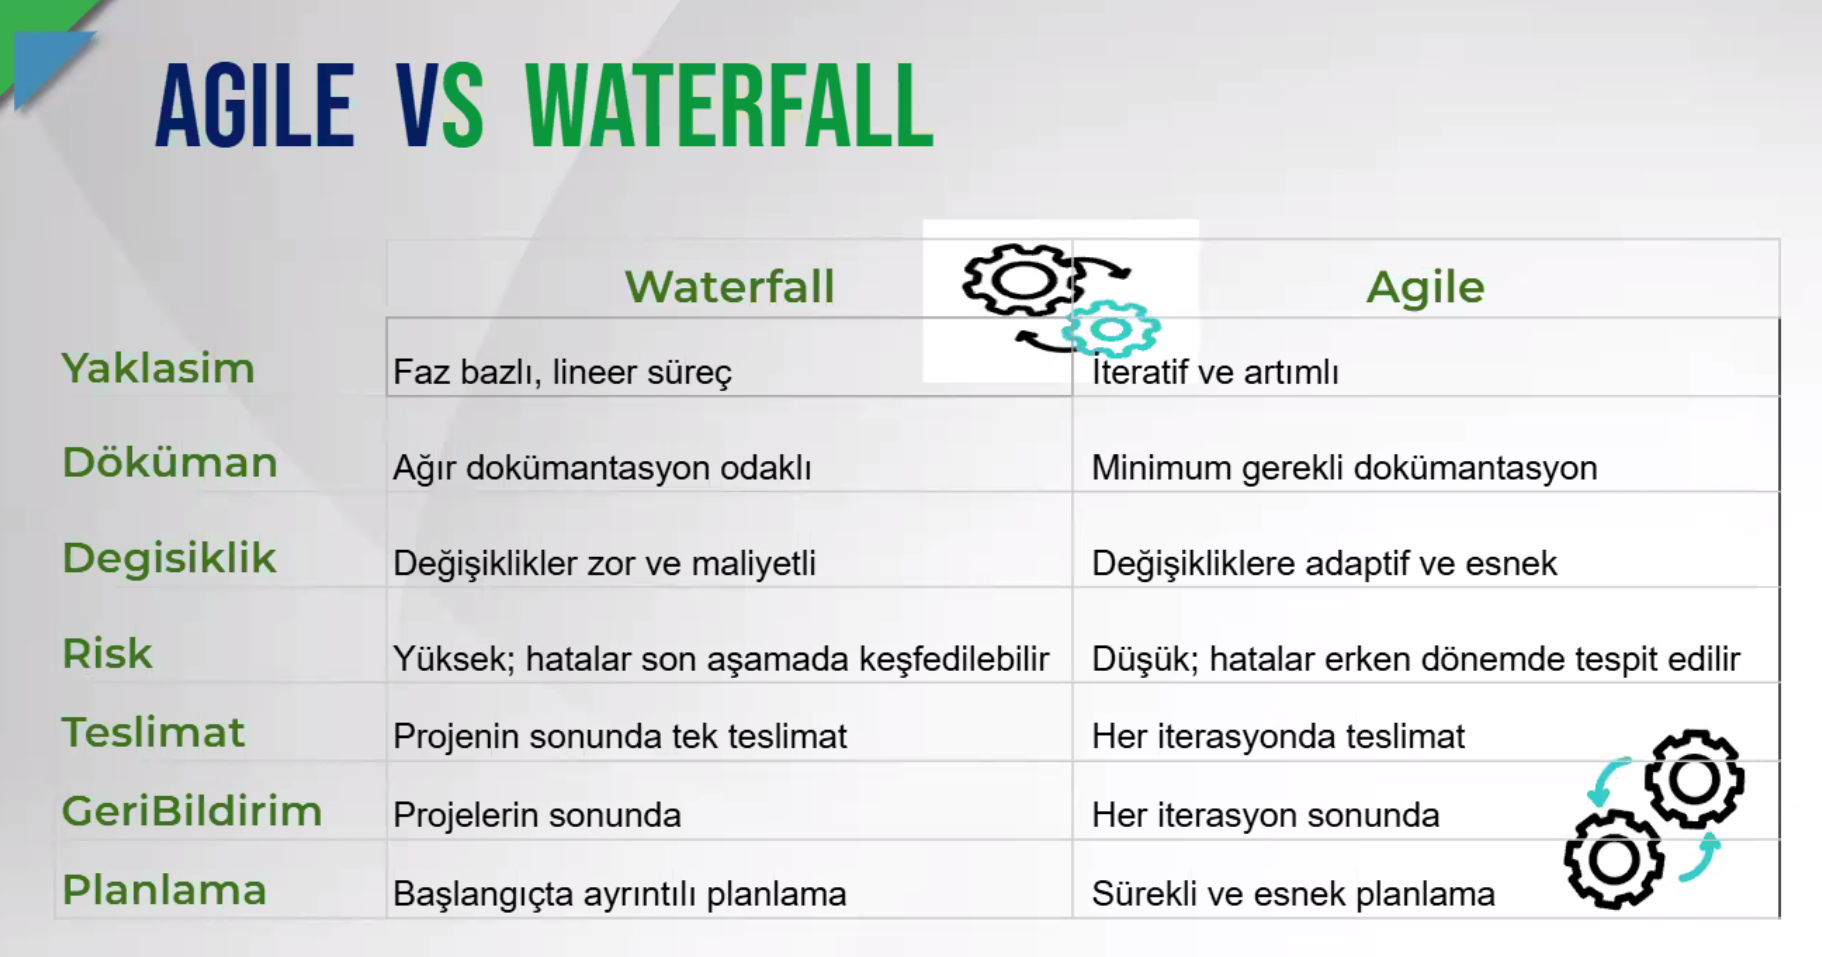 AGILE VS WATERFALL
Waterfall Agile
Yaklasim Faz bazlı, lineer süreç İteratif ve artımlı
Döküman Ağır dokümantasyon odaklı Minimum gerekli dokümantasyon
Degisiklik Değişiklikler zor ve maliyetli Değişikliklere adaptif ve esnek
Risk Yüksek; hatalar son aşamada keşfedilebilir Düşük; hatalar erken dönemde tespit edilir
Teslimat Projenin sonunda tek teslimat Her iterasyonda teslimat
GeriBildirim Projelerin sonunda Her iterasyon sonunda
Planlama Başlangıçta ayrıntılı planlama Sürekli ve esnek planlama